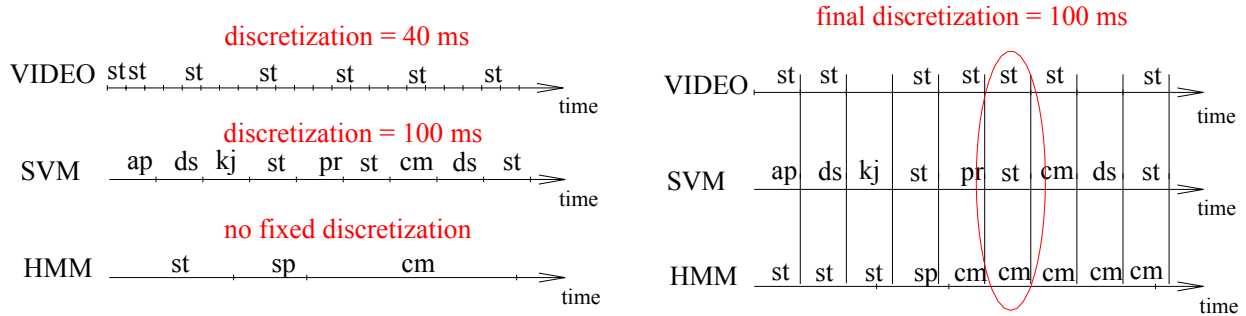 discretization = 40 ms
VIDEO st st st st st st st st
time
discretization = 100 ms
SVM ap ds kj st pr st cm ds st
time
no fixed discretization
HMM st sp cm
time
final discretization = 100 ms
VIDEO st st st st st st st
time
SVM ap ds kj st pr st cm ds st
time
HMM st st st sp cm cm cm cm cm
time